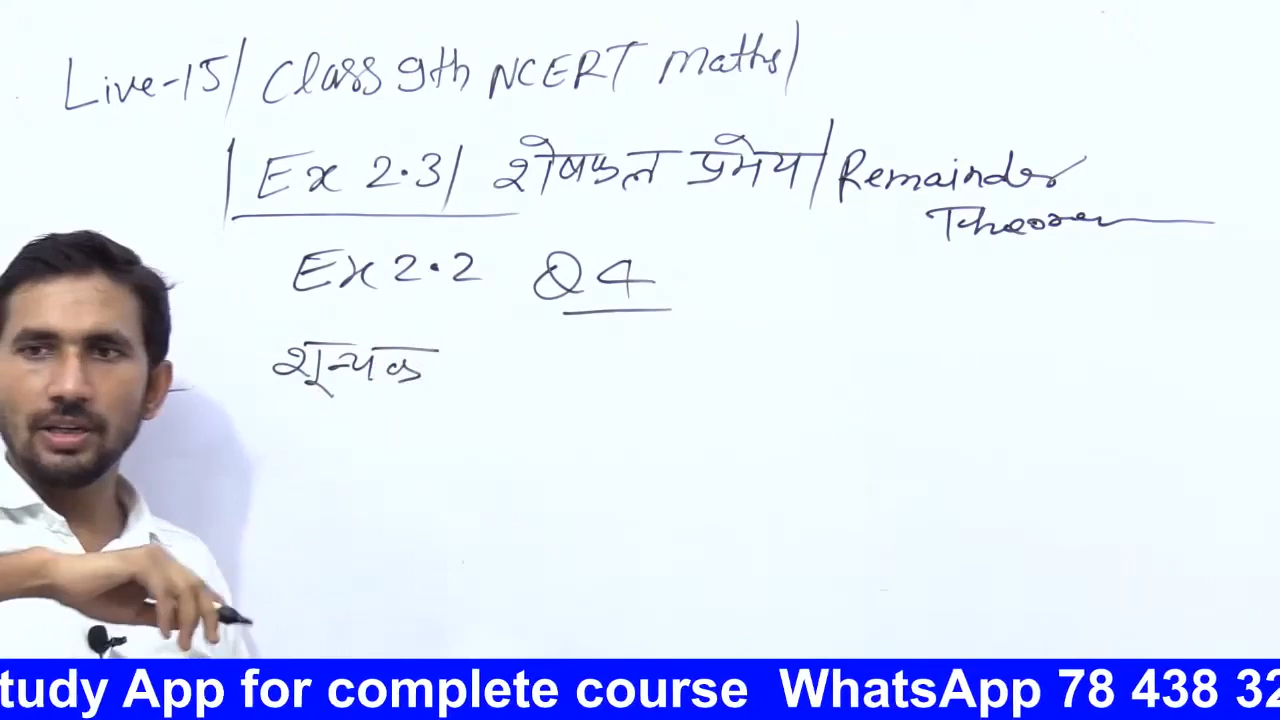 Live-15/ Class 9th NCERT Maths/
| Ex 2.3/ शेषफल प्रमेय/ Remainder
Theorem
Ex 2.2 Q4
शून्यक
tudy App for complete course WhatsApp 78 438 32